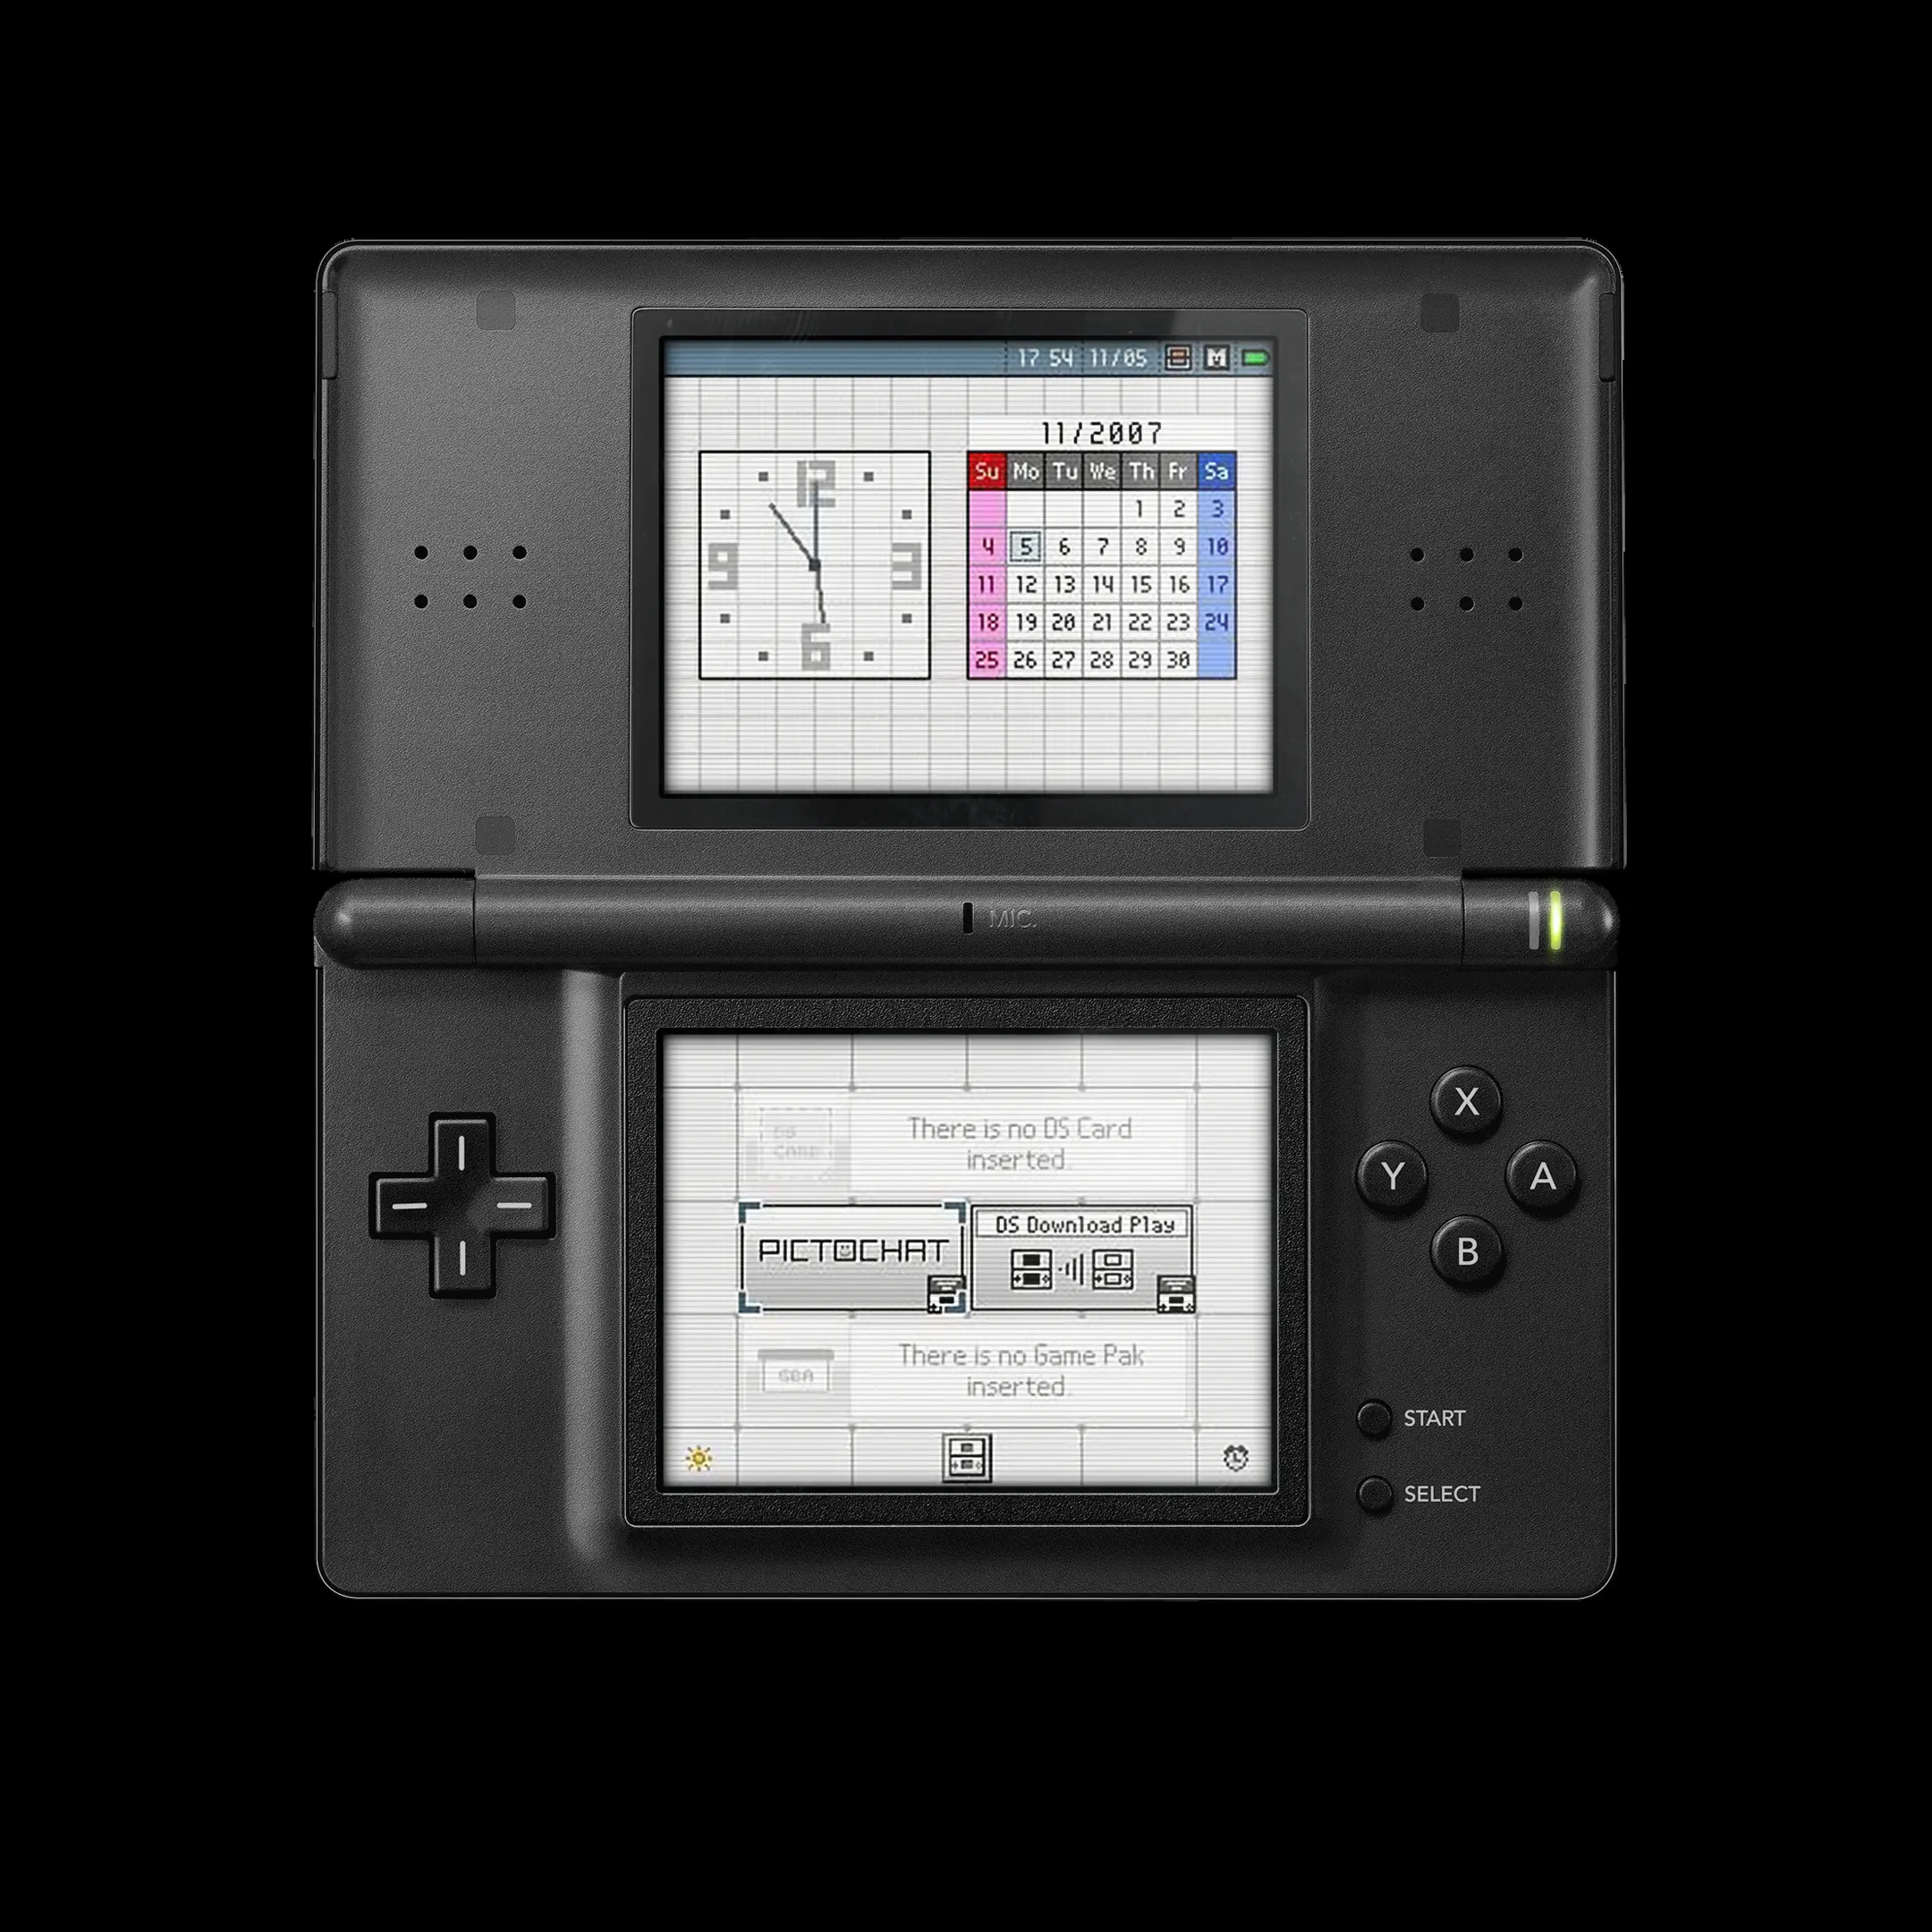 17 54 11/05 M
11/2007
Su Mo Tu We Th Fr Sa
1 2 3
4 5 6 7 8 9 10
11 12 13 14 15 16 17
18 19 20 21 22 23 24
25 26 27 28 29 30
12
9 3
6
MIC.
DS CARD
There is no DS Card
inserted.
PICTOCHAT
DS Download Play
GBA
There is no Game Pak
inserted.
X
Y A
B
START
SELECT